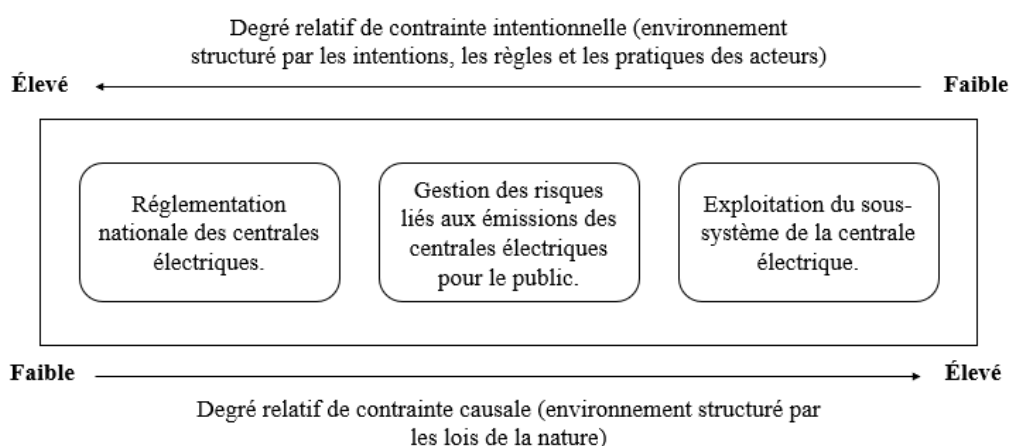 Degré relatif de contrainte intentionnelle (environnement
structuré par les intentions, les règles et les pratiques des acteurs)
Élevé
Faible
Réglementation
nationale des centrales
électriques.
Gestion des risques
liés aux émissions des
centrales électriques
pour le public.
Exploitation du sous-
système de la centrale
électrique.
Faible
Élevé
Degré relatif de contrainte causale (environnement structuré par
les lois de la nature)